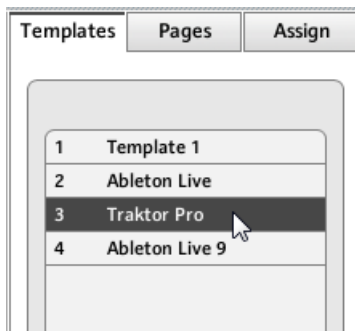 Templates Pages Assign
1 Template 1
2 Ableton Live
3 Traktor Pro
4 Ableton Live 9